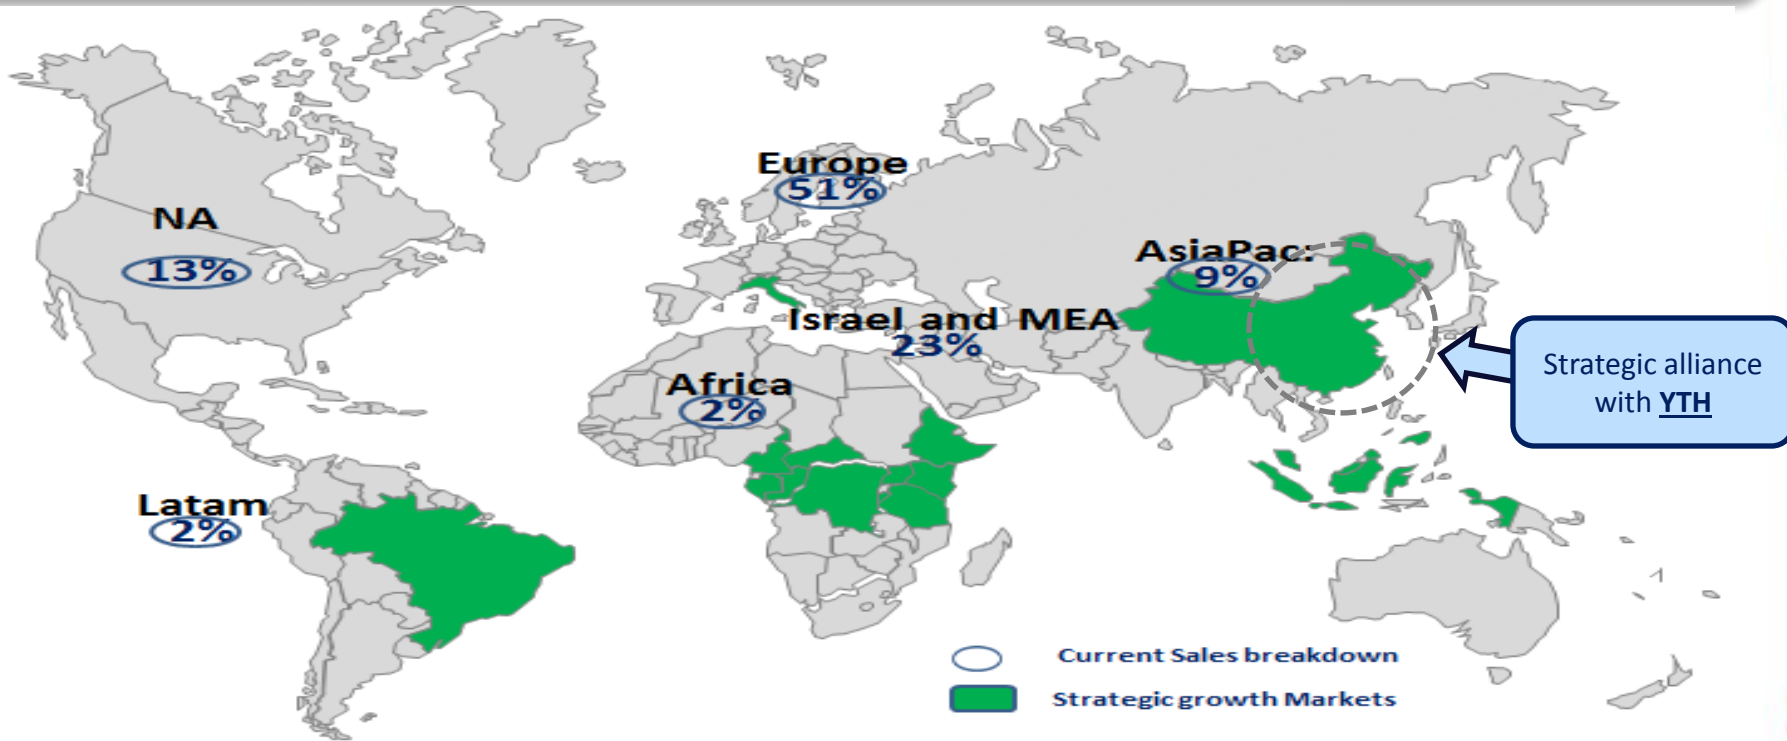 Europe
51%
NA
13%
AsiaPac:
9%
Israel and MEA
23%
Strategic alliance
with YTH
Africa
2%
Latam
2%
Current Sales breakdown
Strategic growth Markets